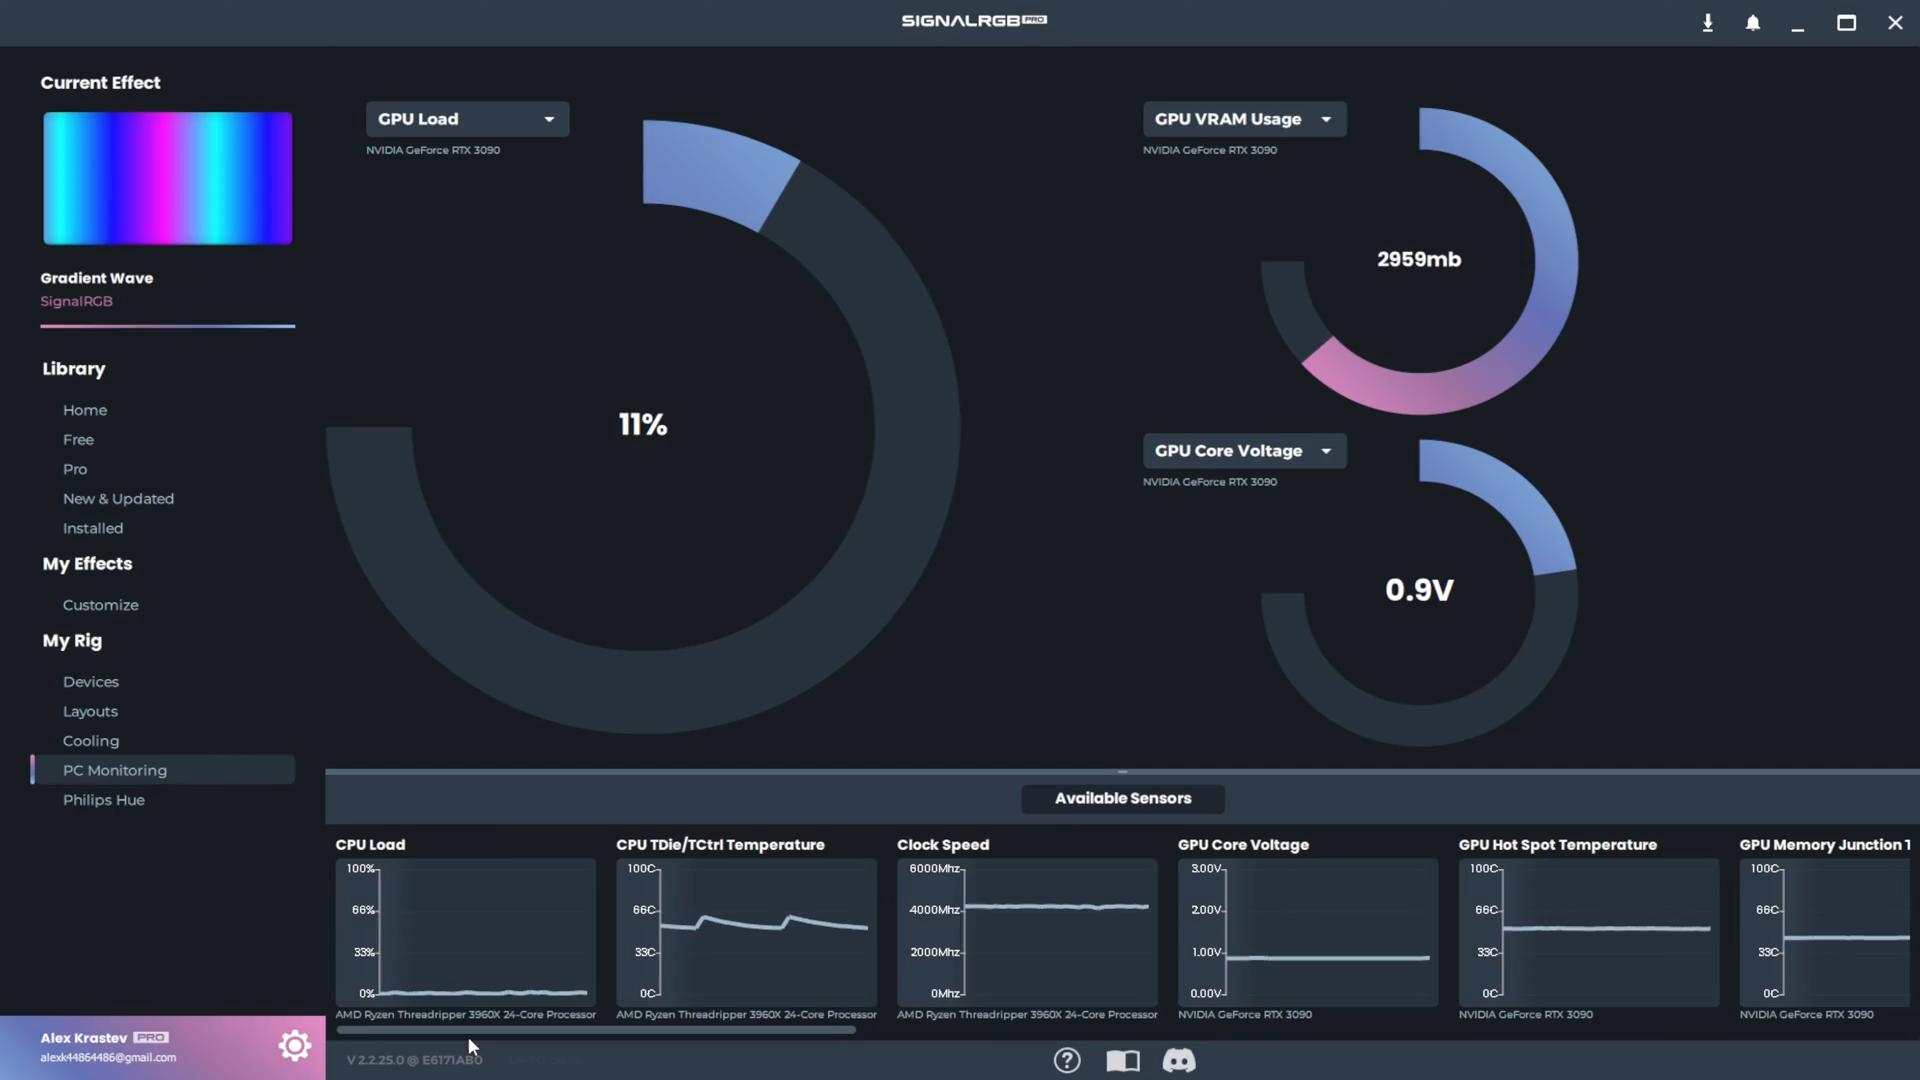 SIGNALRGB PRO
Current Effect
Gradient Wave
SignalRGB
Library
Home
Free
Pro
New & Updated
Installed
My Effects
Customize
My Rig
Devices
Layouts
Cooling
PC Monitoring
Philips Hue
Alex Krastev PRO
alexk44864486@gmail.com
GPU Load
NVIDIA GeForce RTX 3090
11%
GPU VRAM Usage
NVIDIA GeForce RTX 3090
2959mb
GPU Core Voltage
NVIDIA GeForce RTX 3090
0.9V
Available Sensors
CPU Load
100%
66%
33%
0%
AMD Ryzen Threadripper 3960X 24-Core Processor
CPU TDie/TCtrl Temperature
100C
66C
33C
0C
AMD Ryzen Threadripper 3960X 24-Core Processor
Clock Speed
6000Mhz
4000Mhz
2000Mhz
0Mhz
AMD Ryzen Threadripper 3960X 24-Core Processor
GPU Core Voltage
3.00V
2.00V
1.00V
0.00V
NVIDIA GeForce RTX 3090
GPU Hot Spot Temperature
100C
66C
33C
0C
NVIDIA GeForce RTX 3090
GPU Memory Junction T
100C
66C
33C
0C
NVIDIA GeForce RTX 3090
V 2.2.25.0 @ E6171AB0